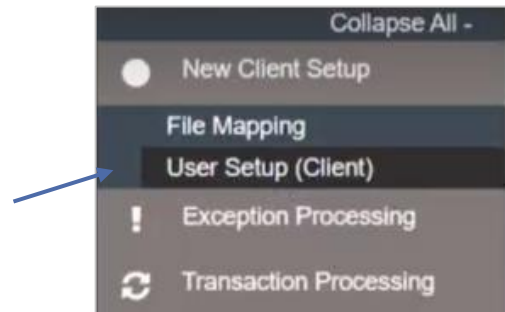 Collapse All -
New Client Setup
File Mapping
User Setup (Client)
Exception Processing
Transaction Processing